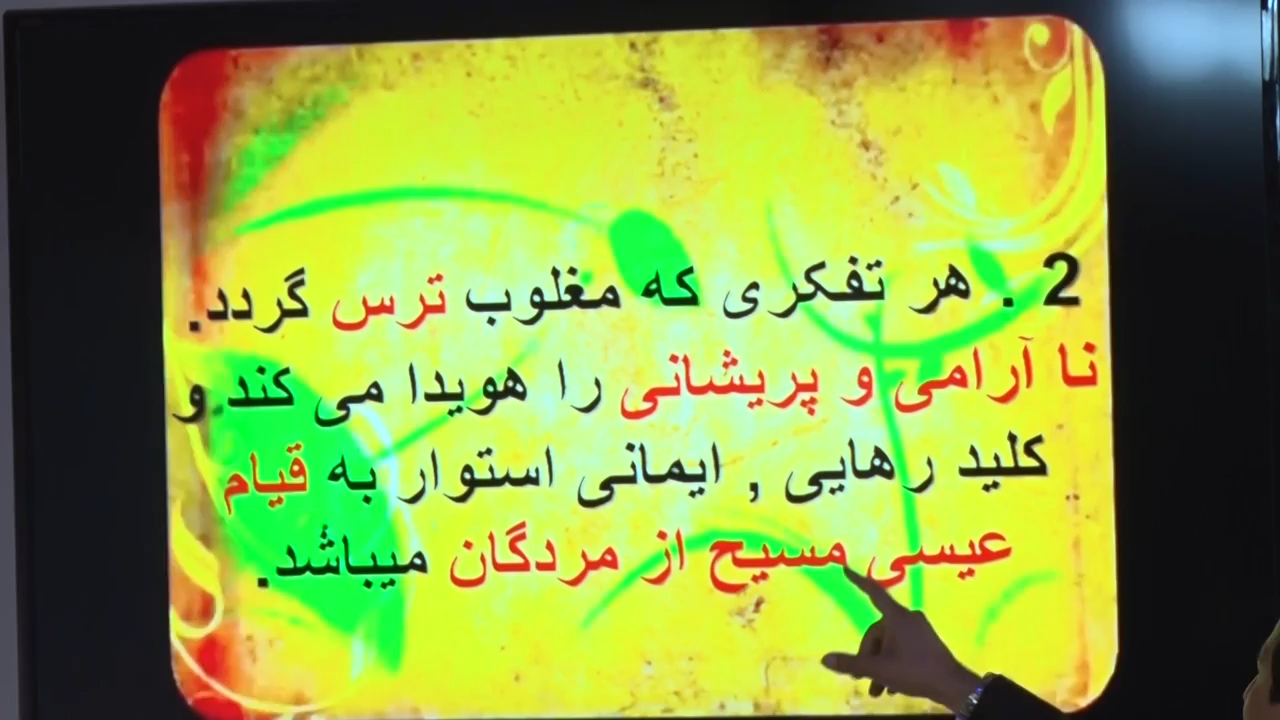 2 . هر تفکری که مغلوب ترس گردد.
نا آرامی و پریشانی را هویدا می کند و
کلید رهایی , ایمانی استوار به قیام
عیسی مسیح از مردگان میباشد.